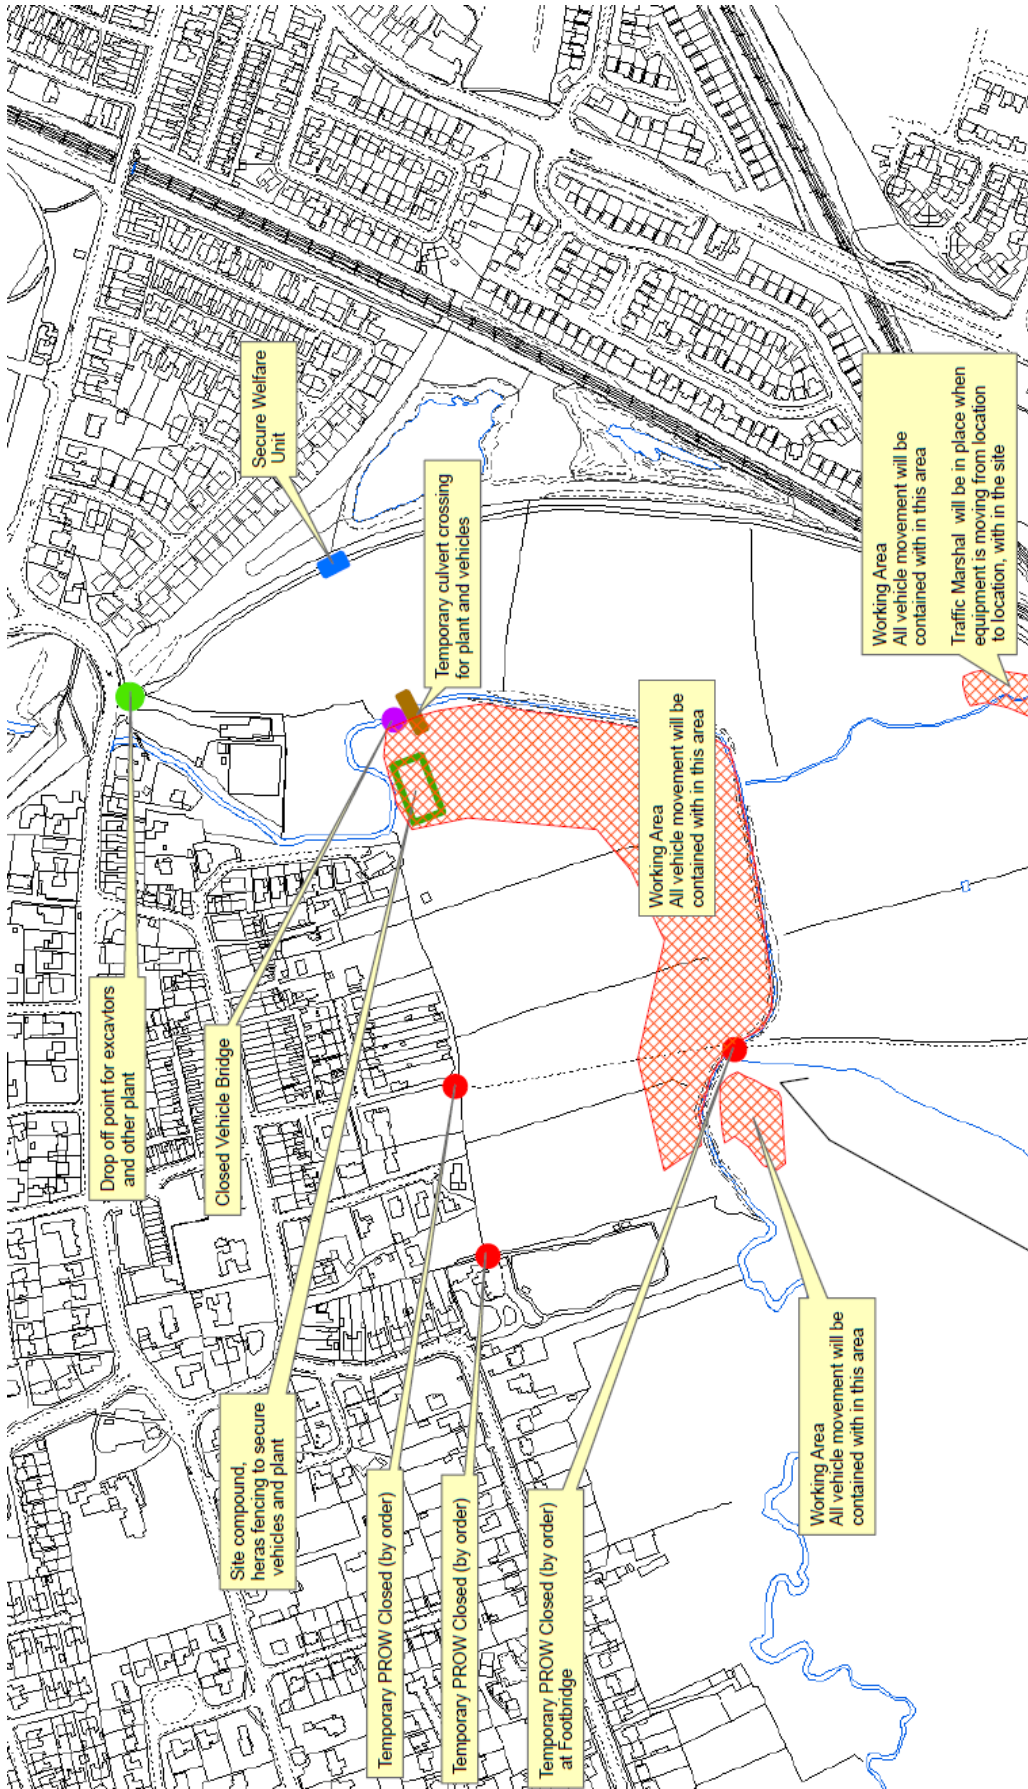 Drop off point for excavtors
and other plant
Closed Vehicle Bridge
Site compound,
heras fencing to secure
vehicles and plant
Temporary PROW Closed (by order)
Temporary PROW Closed (by order)
Temporary PROW Closed (by order)
at Footbridge
Secure Welfare
Unit
Temporary culvert crossing
for plant and vehicles
Working Area
All vehicle movement will be
contained with in this area
Working Area
All vehicle movement will be
contained with in this area
Working Area
All vehicle movement will be
contained with in this area
Traffic Marshal will be in place when
equipment is moving from location
to location, with in the site